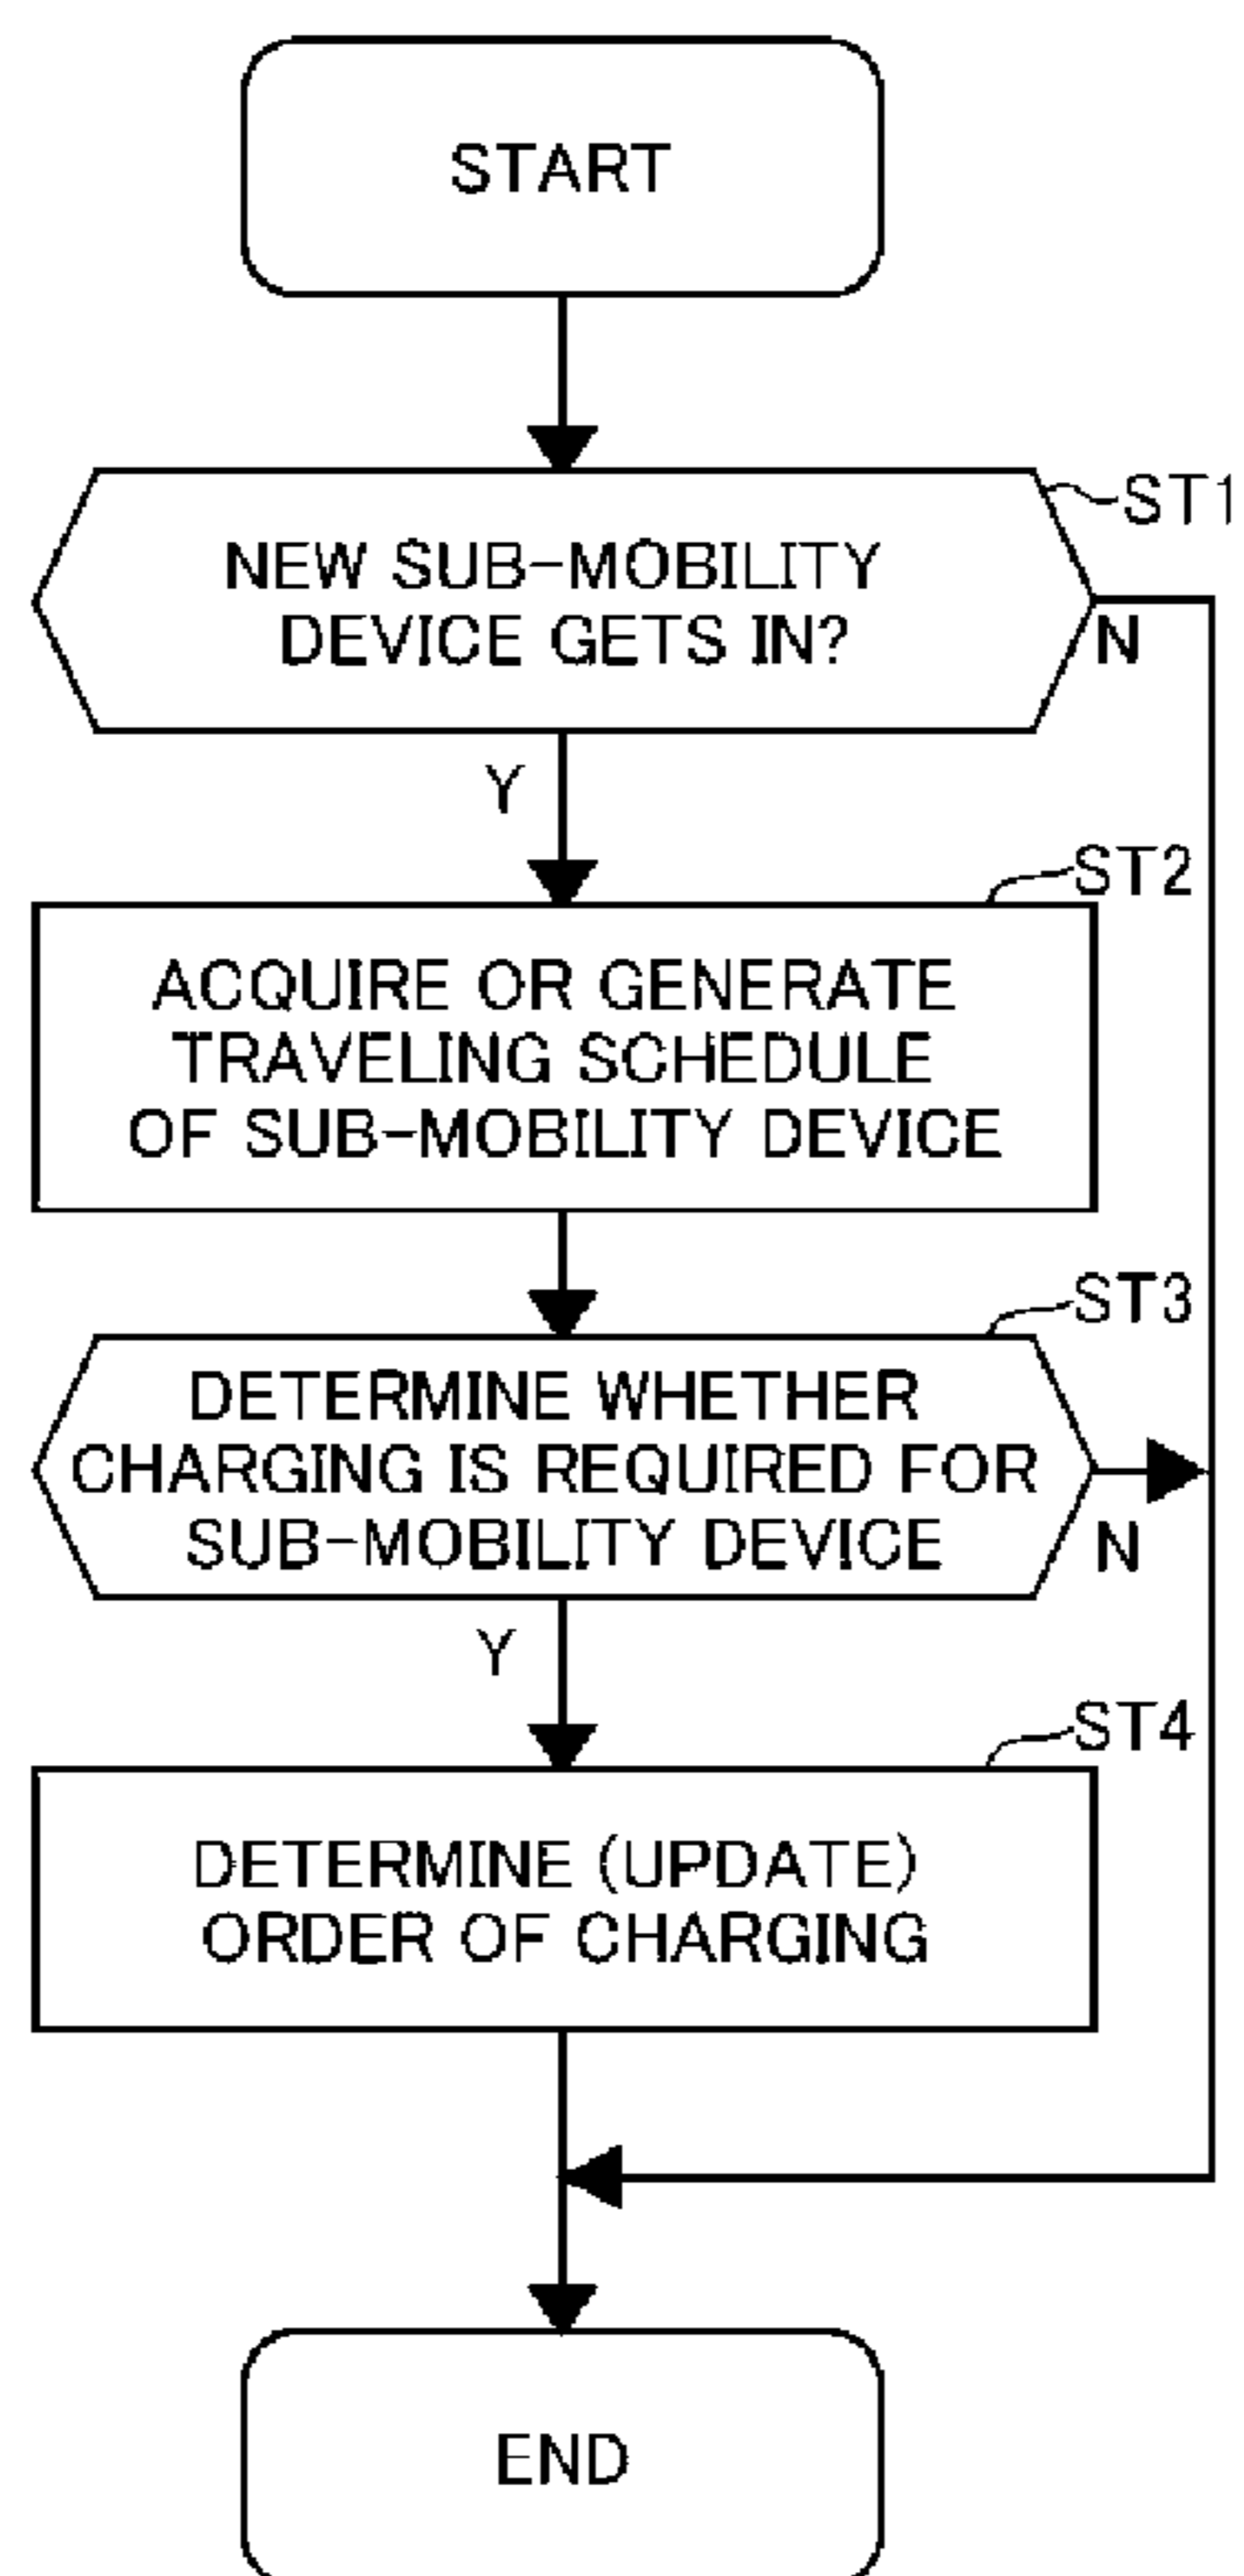 START
ST1
NEW SUB-MOBILITY
DEVICE GETS IN?
N
Y
ST2
ACQUIRE OR GENERATE
TRAVELING SCHEDULE
OF SUB-MOBILITY DEVICE
ST3
DETERMINE WHETHER
CHARGING IS REQUIRED FOR
SUB-MOBILITY DEVICE
N
Y
ST4
DETERMINE (UPDATE)
ORDER OF CHARGING
END